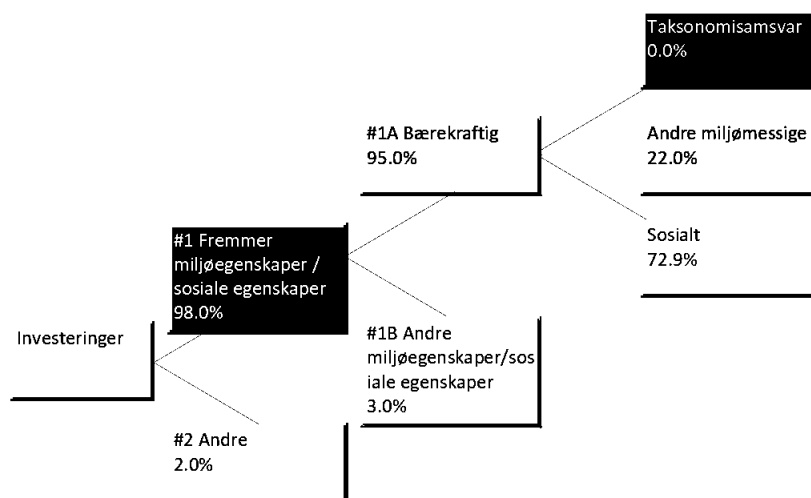 Taksonomisamsvar
0.0%
#1A Bærekraftig
95.0%
Andre miljømessige
22.0%
#1 Fremmer
miljøegenskaper /
sosiale egenskaper
98.0%
Sosialt
72.9%
Investeringer
#1B Andre
miljøegenskaper/sos
iale egenskaper
3.0%
#2 Andre
2.0%